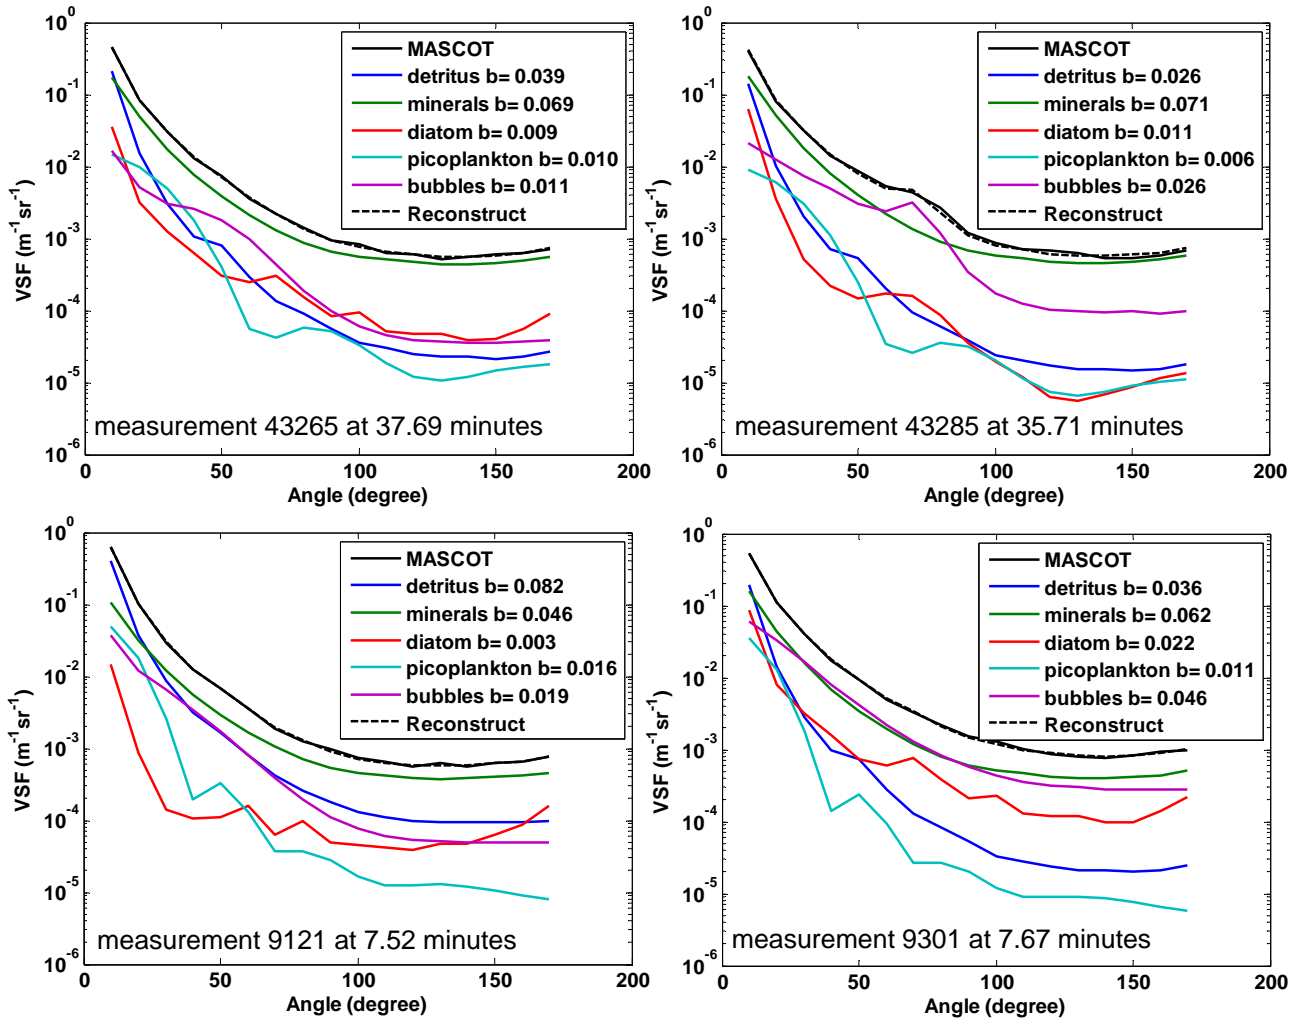 10^0
10^-1
10^-2
10^-3
10^-4
10^-5
10^-6
VSF (m^-1 sr^-1)
MASCOT
detritus b= 0.039
minerals b= 0.069
diatom b= 0.009
picoplankton b= 0.010
bubbles b= 0.011
Reconstruct
measurement 43265 at 37.69 minutes
0 50 100 150 200
Angle (degree)
10^0
10^-1
10^-2
10^-3
10^-4
10^-5
10^-6
VSF (m^-1 sr^-1)
MASCOT
detritus b= 0.026
minerals b= 0.071
diatom b= 0.011
picoplankton b= 0.006
bubbles b= 0.026
Reconstruct
measurement 43285 at 35.71 minutes
0 50 100 150 200
Angle (degree)
10^0
10^-1
10^-2
10^-3
10^-4
10^-5
10^-6
VSF (m^-1 sr^-1)
MASCOT
detritus b= 0.082
minerals b= 0.046
diatom b= 0.003
picoplankton b= 0.016
bubbles b= 0.019
Reconstruct
measurement 9121 at 7.52 minutes
0 50 100 150 200
Angle (degree)
10^0
10^-1
10^-2
10^-3
10^-4
10^-5
10^-6
VSF (m^-1 sr^-1)
MASCOT
detritus b= 0.036
minerals b= 0.062
diatom b= 0.022
picoplankton b= 0.011
bubbles b= 0.046
Reconstruct
measurement 9301 at 7.67 minutes
0 50 100 150 200
Angle (degree)